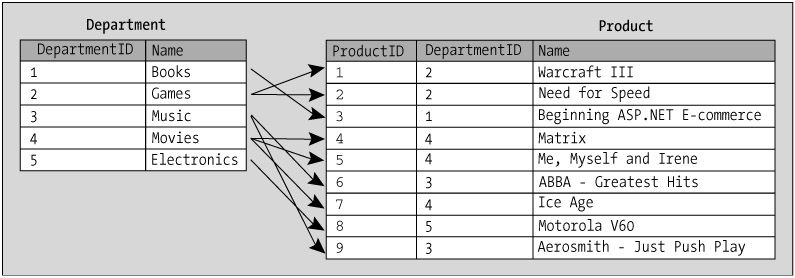 Department
DepartmentID Name
1 Books
2 Games
3 Music
4 Movies
5 Electronics
Product
ProductID DepartmentID Name
1 2 Warcraft III
2 2 Need for Speed
3 1 Beginning ASP.NET E-commerce
4 4 Matrix
5 4 Me, Myself and Irene
6 3 ABBA - Greatest Hits
7 4 Ice Age
8 5 Motorola V60
9 3 Aerosmith - Just Push Play